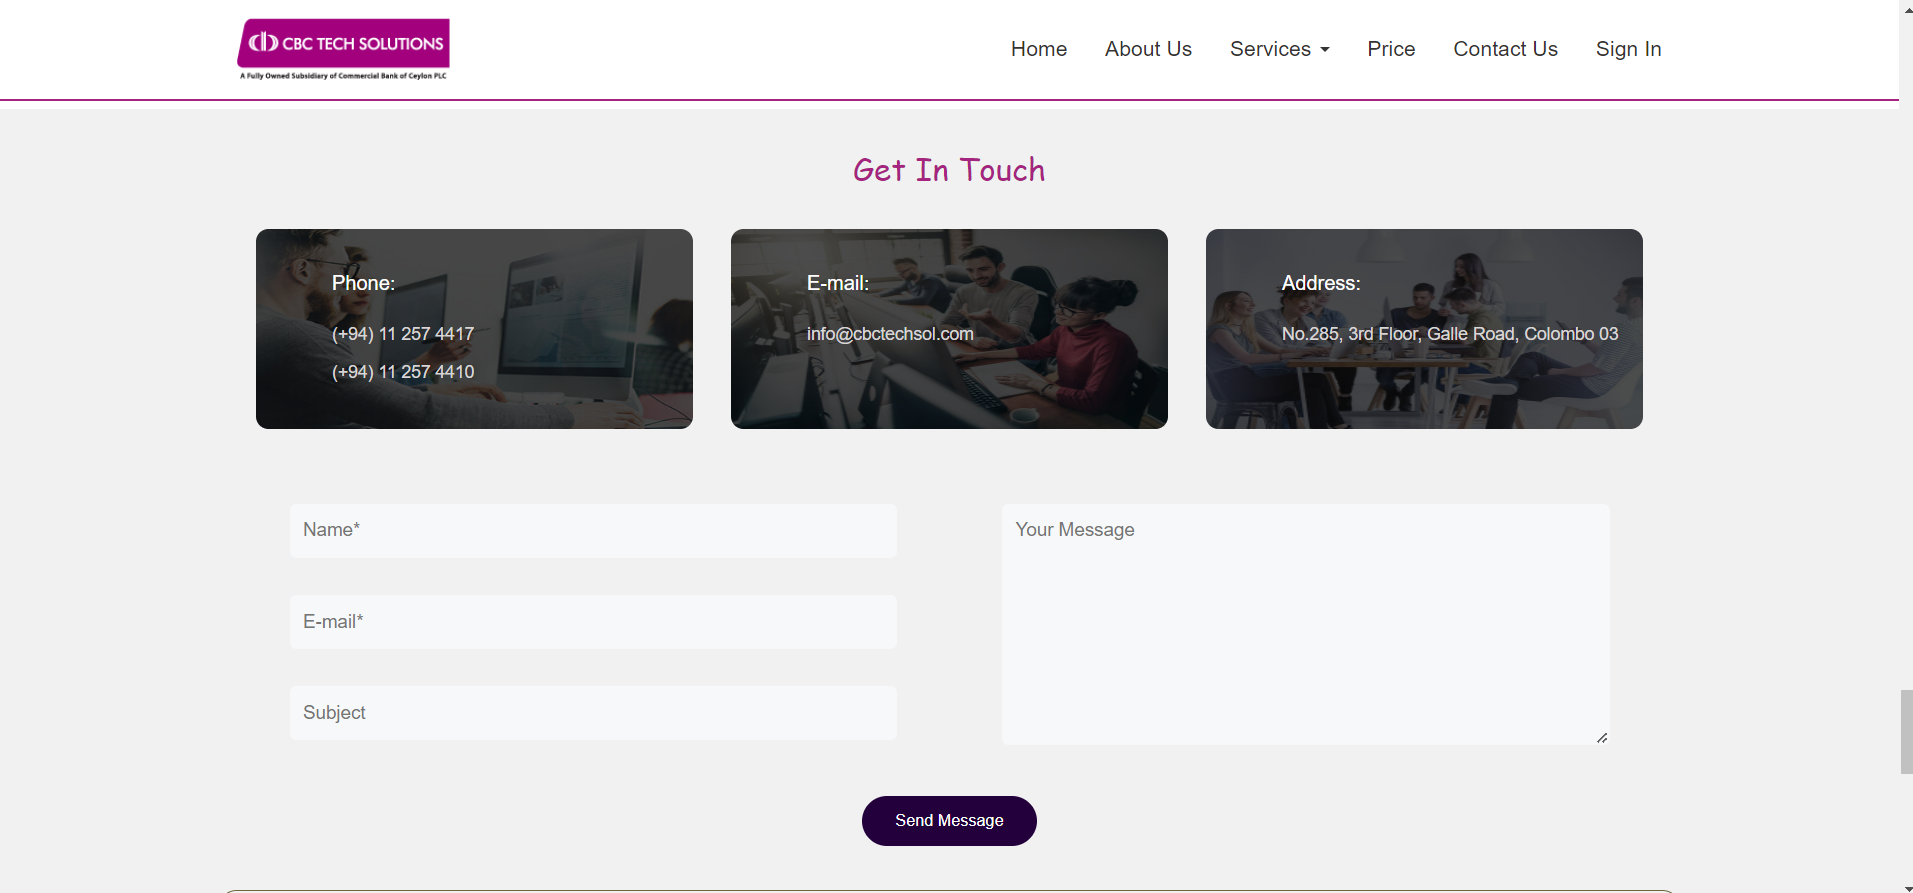 CBC TECH SOLUTIONS
A Fully Owned Subsidiary of Commercial Bank of Ceylon PLC
Home
About Us
Services
Price
Contact Us
Sign In
Get In Touch
Phone:
(+94) 11 257 4417
(+94) 11 257 4410
E-mail:
info@cbctechsol.com
Address:
No.285, 3rd Floor, Galle Road, Colombo 03
Name*
E-mail*
Subject
Your Message
Send Message